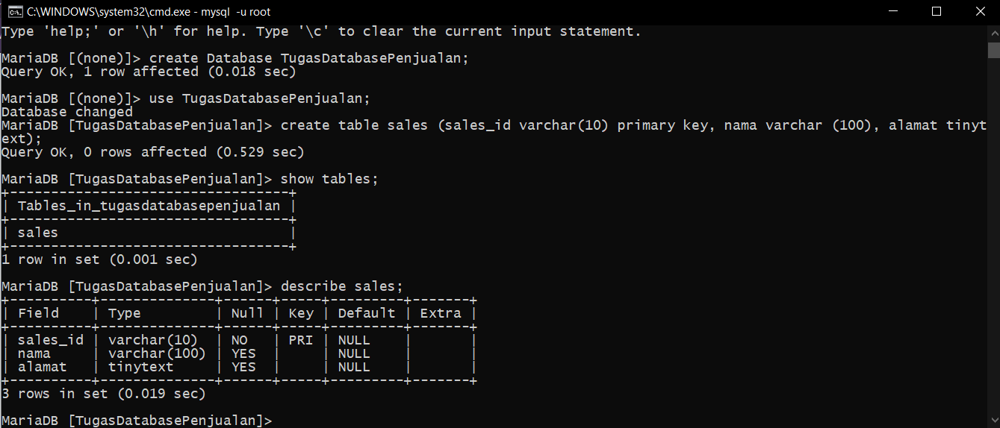 C:\WINDOWS\system32\cmd.exe - mysql  -u root
Type 'help;' or '\h' for help. Type '\c' to clear the current input statement.
MariaDB [(none)]> create Database TugasDatabasePenjualan;
Query OK, 1 row affected (0.018 sec)
MariaDB [(none)]> use TugasDatabasePenjualan;
Database changed
MariaDB [TugasDatabasePenjualan]> create table sales (sales_id varchar(10) primary key, nama varchar (100), alamat tinyt
ext);
Query OK, 0 rows affected (0.529 sec)
MariaDB [TugasDatabasePenjualan]> show tables;
+----------------------------------+
| Tables_in_tugasdatabasepenjualan |
+----------------------------------+
| sales                            |
+----------------------------------+
1 row in set (0.001 sec)
MariaDB [TugasDatabasePenjualan]> describe sales;
+----------+--------------+------+-----+---------+-------+
| Field    | Type         | Null | Key | Default | Extra |
+----------+--------------+------+-----+---------+-------+
| sales_id | varchar(10)  | NO   | PRI | NULL    |       |
| nama     | varchar(100) | YES  |     | NULL    |       |
| alamat   | tinytext     | YES  |     | NULL    |       |
+----------+--------------+------+-----+---------+-------+
3 rows in set (0.019 sec)
MariaDB [TugasDatabasePenjualan]>